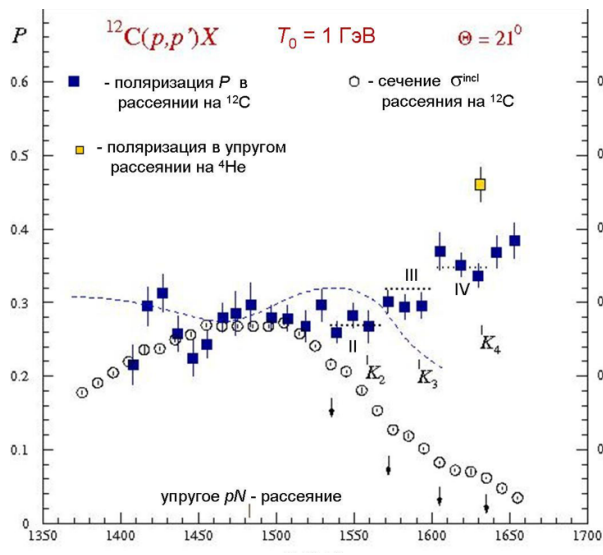 P
¹²C(p,p’)X T₀ = 1 ГэВ Θ = 21⁰
0.6
- поляризация P в
рассеянии на ¹²C
- сечение σⁱⁿᶜˡ
рассеяния на ¹²C
- поляризация в упругом
рассеянии на ⁴He
0.5
0.4
III
IV
0.3
II
K₂
K₃
K₄
0.2
0.1
упругое pN - рассеяние
0
1350 1400 1450 1500 1550 1600 1650 1700